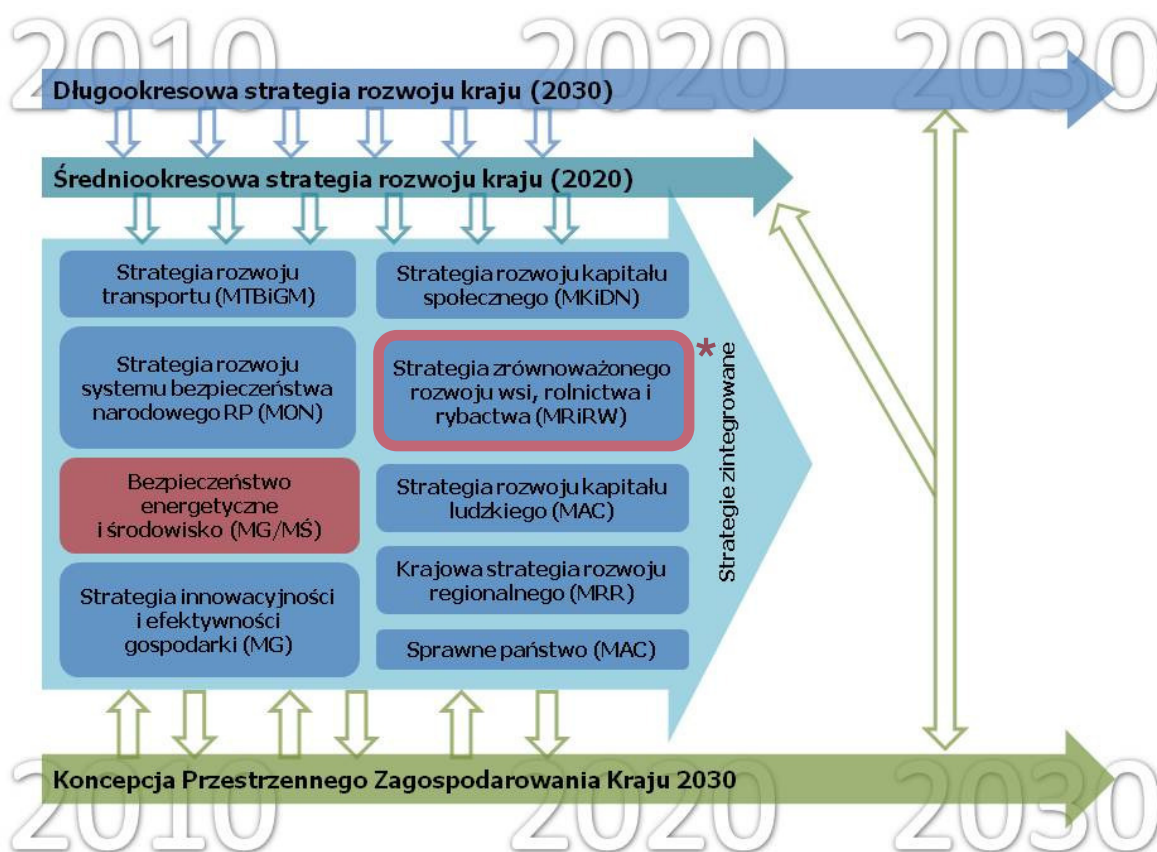 2010 2020 2030
Długookresowa strategia rozwoju kraju (2030)
Średniookresowa strategia rozwoju kraju (2020)
Strategia rozwoju
transportu (MTBiGM)
Strategia rozwoju
systemu bezpieczeństwa
narodowego RP (MON)
Bezpieczeństwo
energetyczne
i środowisko (MG/MŚ)
Strategia innowacyjności
i efektywności
gospodarki (MG)
Strategia rozwoju kapitału
społecznego (MKiDN)
Strategia zrównoważonego
rozwoju wsi, rolnictwa i
rybactwa (MRiRW)
*
Strategia rozwoju kapitału
ludzkiego (MAC)
Krajowa strategia rozwoju
regionalnego (MRR)
Sprawne państwo (MAC)
Strategie zintegrowane
Koncepcja Przestrzennego Zagospodarowania Kraju 2030
2010 2020 2030